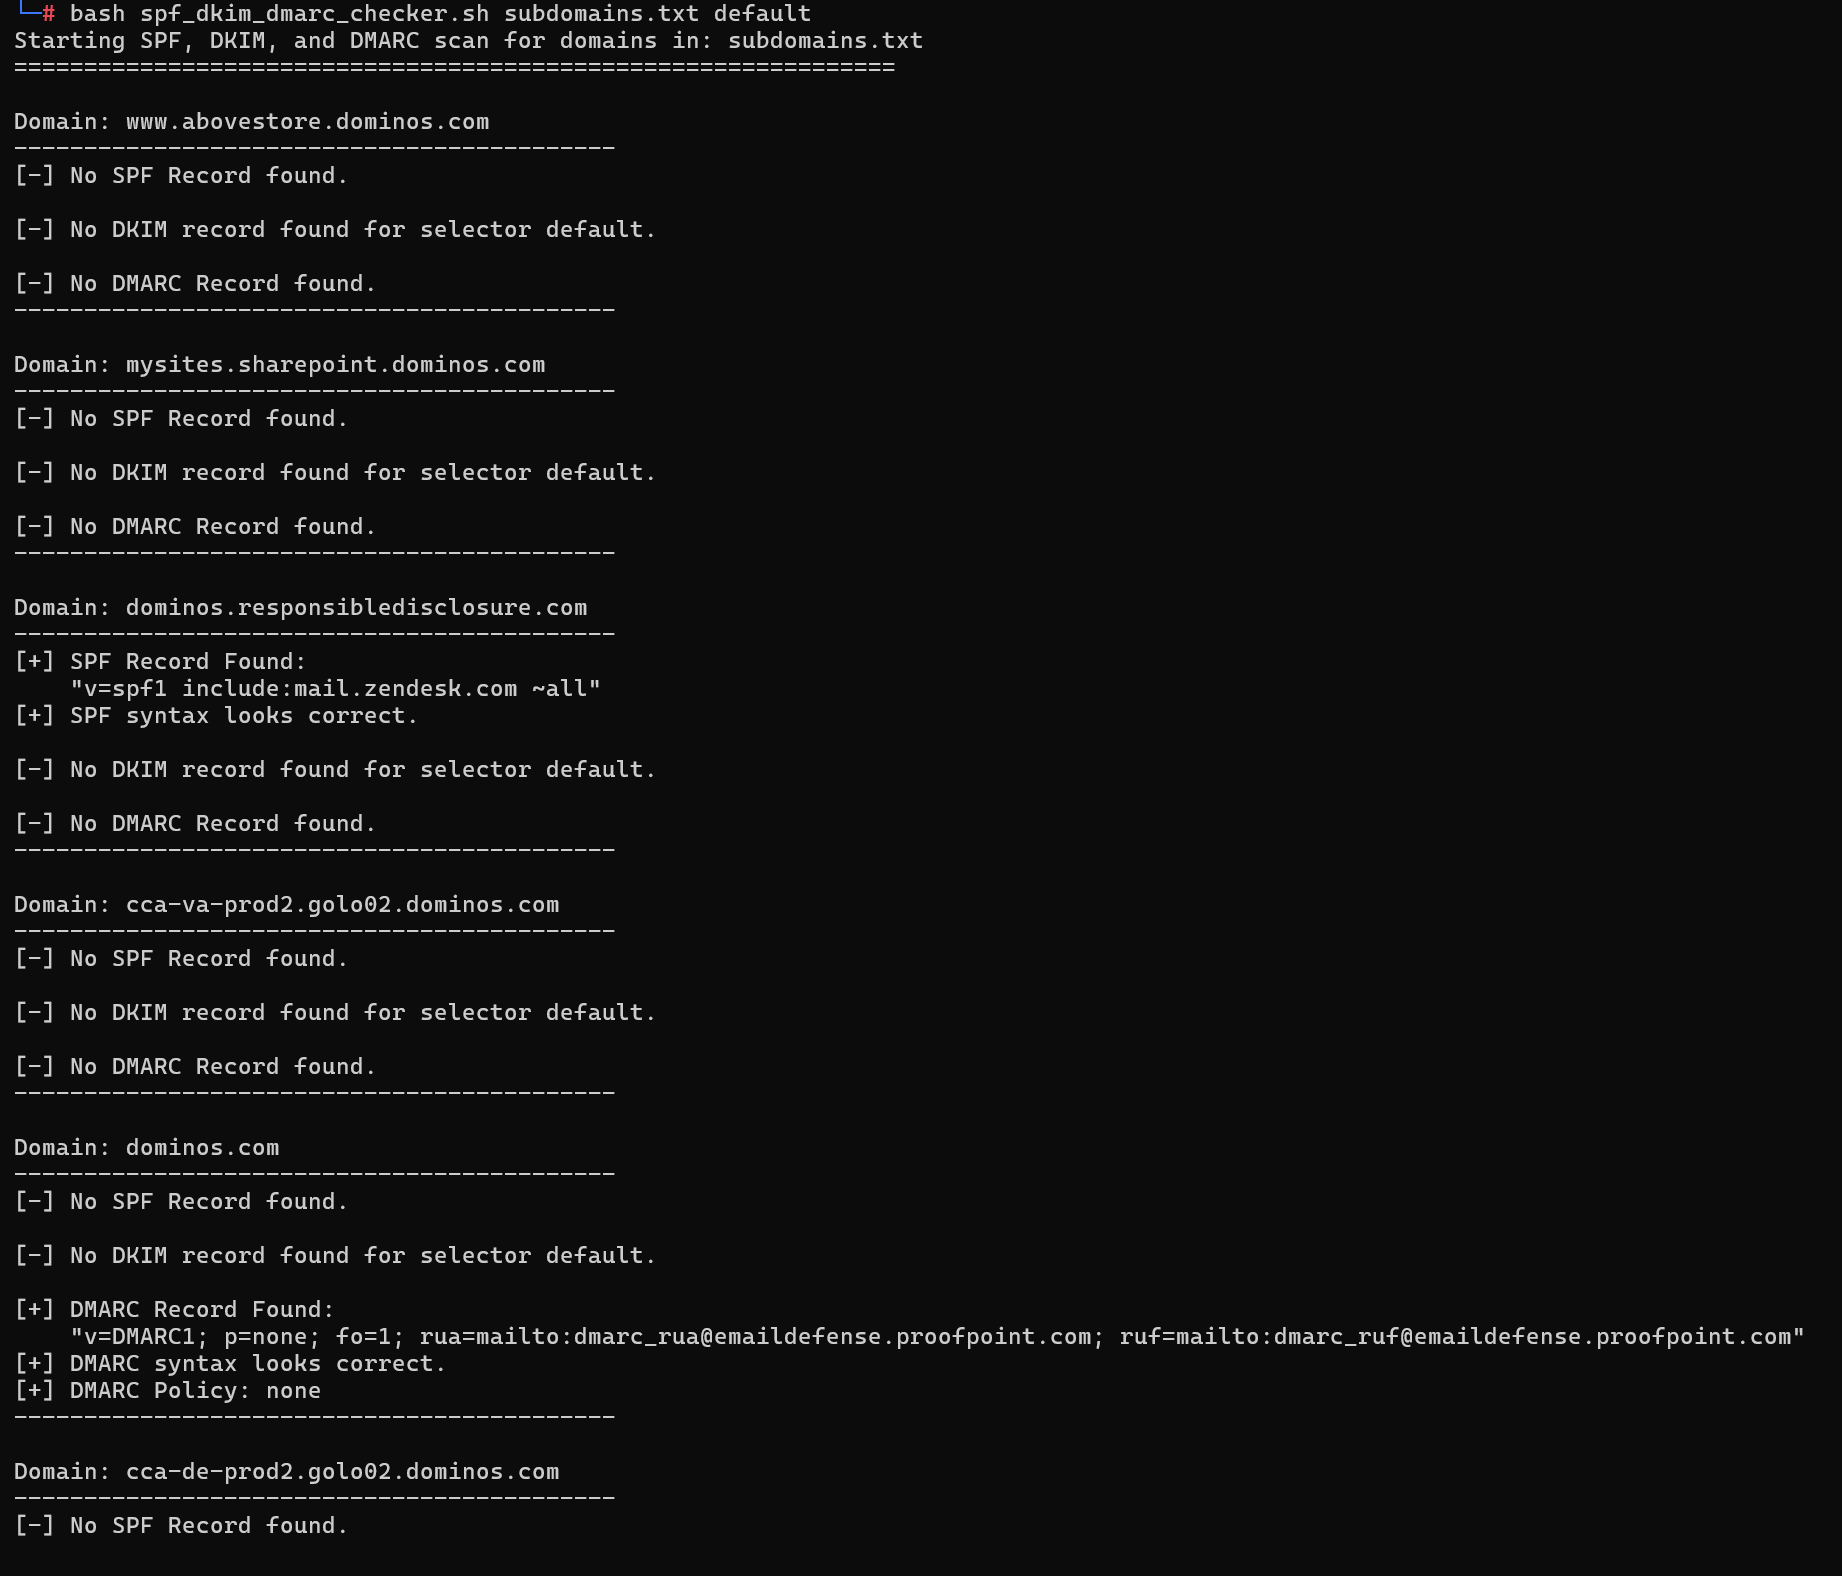 └─# bash spf_dkim_dmarc_checker.sh subdomains.txt default
Starting SPF, DKIM, and DMARC scan for domains in: subdomains.txt
===============================================================

Domain: www.abovestore.dominos.com
-------------------------------------------
[-] No SPF Record found.

[-] No DKIM record found for selector default.

[-] No DMARC Record found.
-------------------------------------------

Domain: mysites.sharepoint.dominos.com
-------------------------------------------
[-] No SPF Record found.

[-] No DKIM record found for selector default.

[-] No DMARC Record found.
-------------------------------------------

Domain: dominos.responsibledisclosure.com
-------------------------------------------
[+] SPF Record Found:
    "v=spf1 include:mail.zendesk.com ~all"
[+] SPF syntax looks correct.

[-] No DKIM record found for selector default.

[-] No DMARC Record found.
-------------------------------------------

Domain: cca-va-prod2.golo02.dominos.com
-------------------------------------------
[-] No SPF Record found.

[-] No DKIM record found for selector default.

[-] No DMARC Record found.
-------------------------------------------

Domain: dominos.com
-------------------------------------------
[-] No SPF Record found.

[-] No DKIM record found for selector default.

[+] DMARC Record Found:
    "v=DMARC1; p=none; fo=1; rua=mailto:dmarc_rua@emaildefense.proofpoint.com; ruf=mailto:dmarc_ruf@emaildefense.proofpoint.com"
[+] DMARC syntax looks correct.
[+] DMARC Policy: none
-------------------------------------------

Domain: cca-de-prod2.golo02.dominos.com
-------------------------------------------
[-] No SPF Record found.